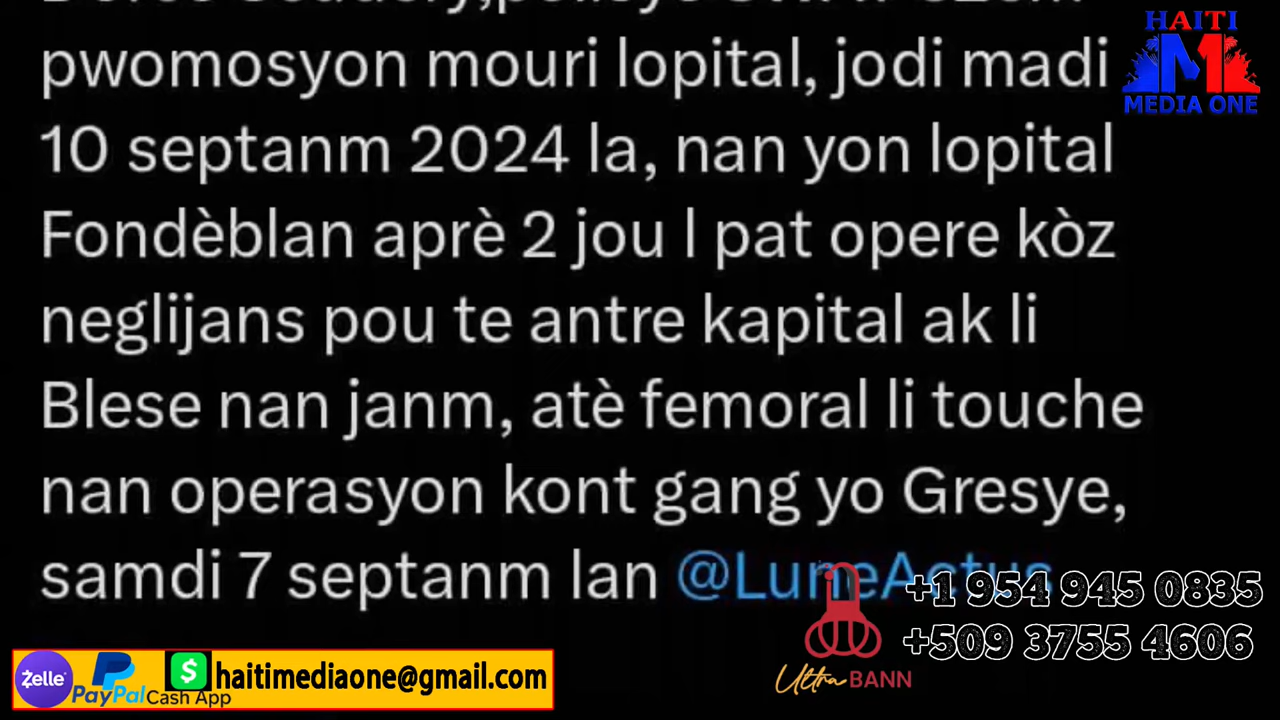 HAITI
M
MEDIA ONE
pwomosyon mouri lopital, jodi madi
10 septanm 2024 la, nan yon lopital
Fondèblan aprè 2 jou l pat opere kòz
neglijans pou te antre kapital ak li
Blese nan janm, atè femoral li touche
nan operasyon kont gang yo Gresye,
samdi 7 septanm lan @LumeActus
+1 954 945 0835
+509 3755 4606
Ultra BANN
Zelle
PayPal
$
Cash App
haitimediaone@gmail.com